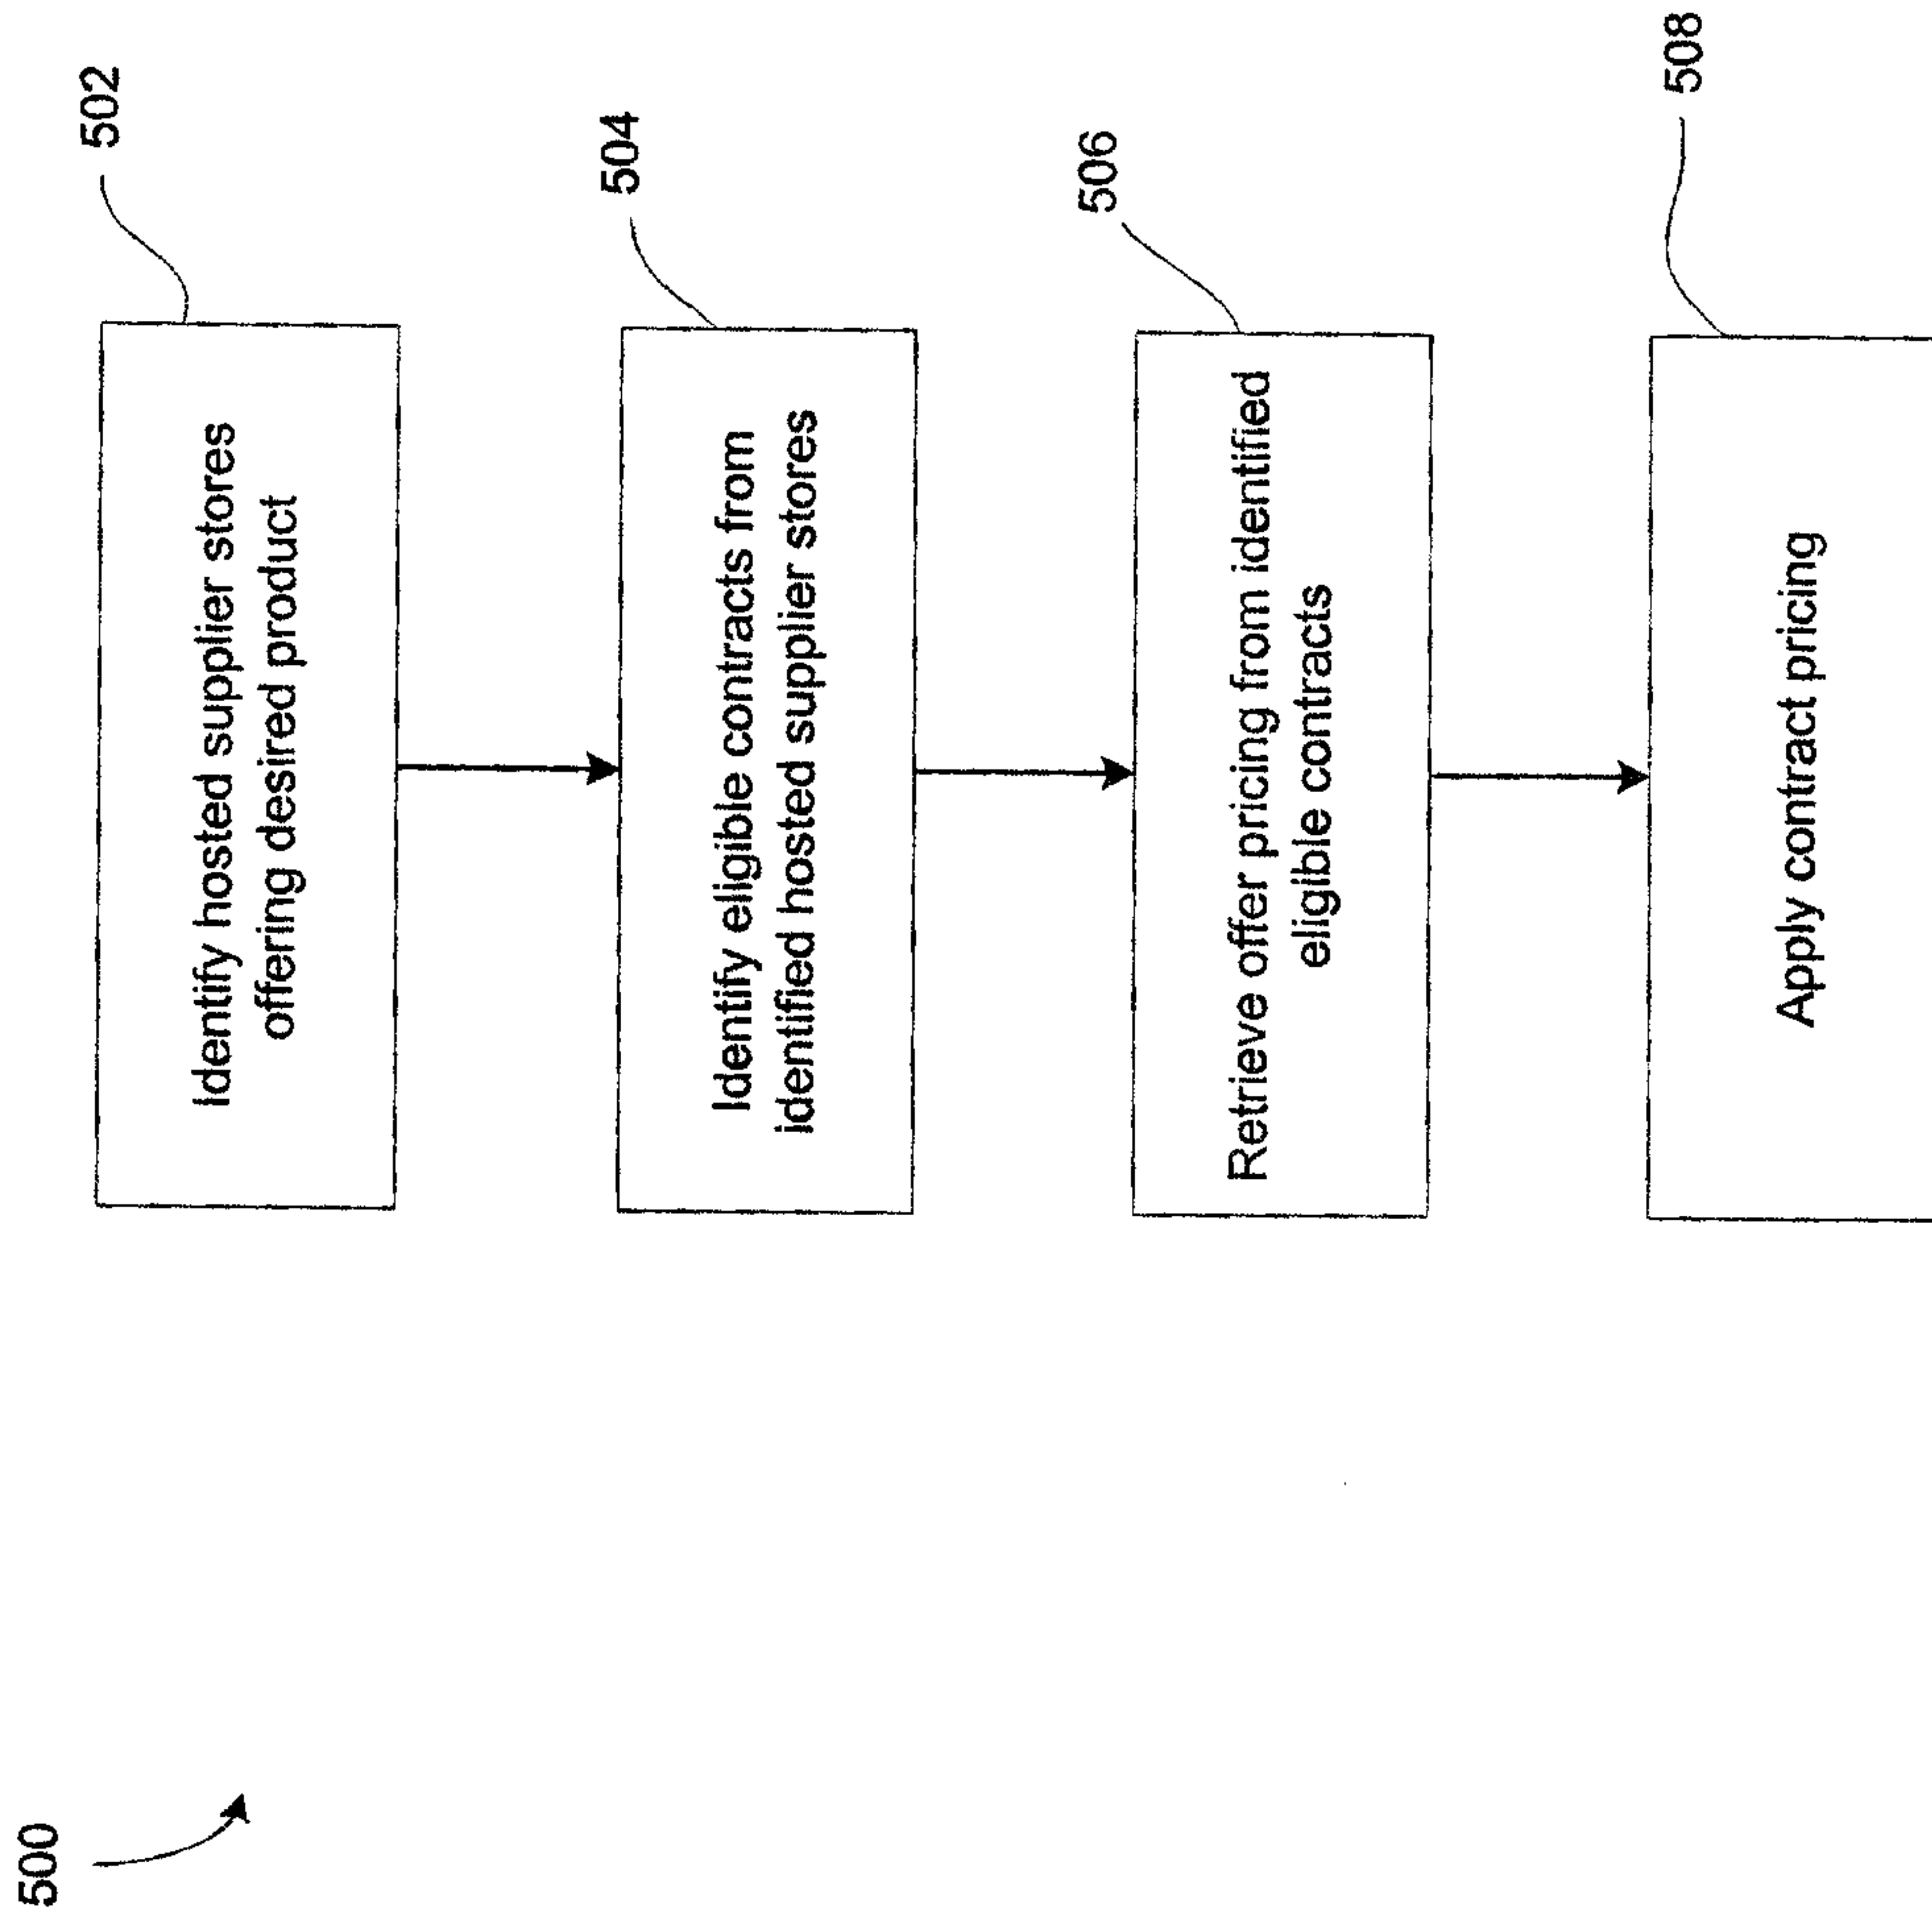 500
502
Identify hosted supplier stores
offering desired product
504
Identify eligible contracts from
identified hosted supplier stores
506
Retrieve offer pricing from identified
eligible contracts
508
Apply contract pricing